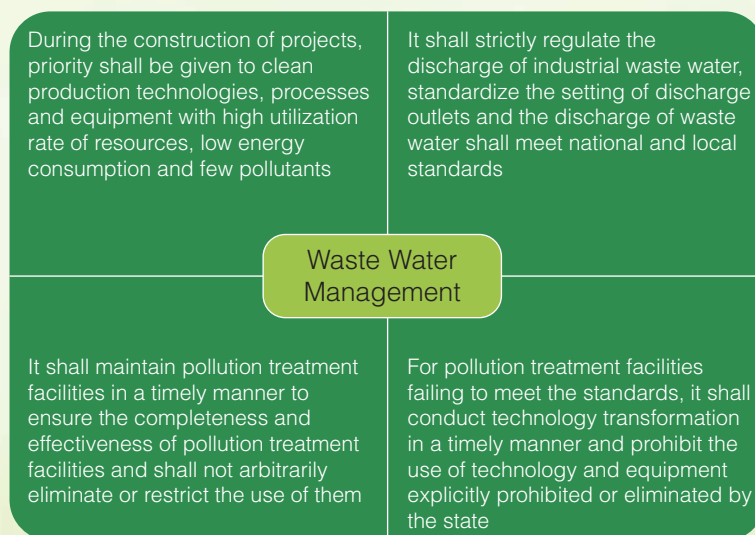 During the construction of projects,
priority shall be given to clean
production technologies, processes
and equipment with high utilization
rate of resources, low energy
consumption and few pollutants
It shall strictly regulate the
discharge of industrial waste water,
standardize the setting of discharge
outlets and the discharge of waste
water shall meet national and local
standards
Waste Water
Management
It shall maintain pollution treatment
facilities in a timely manner to
ensure the completeness and
effectiveness of pollution treatment
facilities and shall not arbitrarily
eliminate or restrict the use of them
For pollution treatment facilities
failing to meet the standards, it shall
conduct technology transformation
in a timely manner and prohibit the
use of technology and equipment
explicitly prohibited or eliminated by
the state